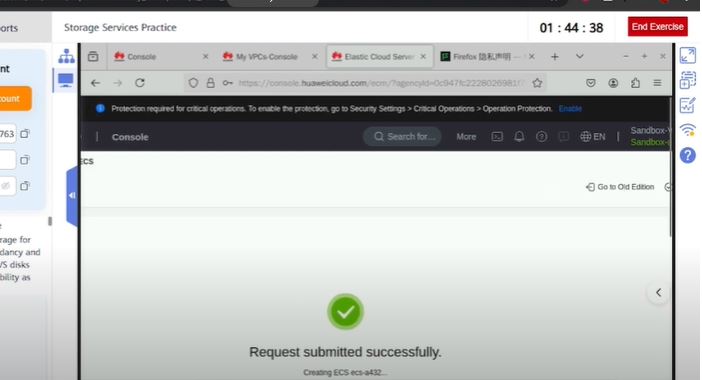 orts
Storage Services Practice
01 : 44 : 38
End Exercise
nt
ount
763
Console
My VPCs-Console
Elastic Cloud Server
Firefox 隐私声明
https://console.huaweicloud.com/ecm/?agencyId=0c947fc2228026981f7
Protection required for critical operations. To enable the protection, go to Security Settings > Critical Operations > Operation Protection. Enable
Console
Search for...
More
EN
Sandbox-V
Sandbox-
ECS
Go to Old Edition
rage for
dancy and
VS disks
bility as
Request submitted successfully.
Creating ECS ecs-a432...